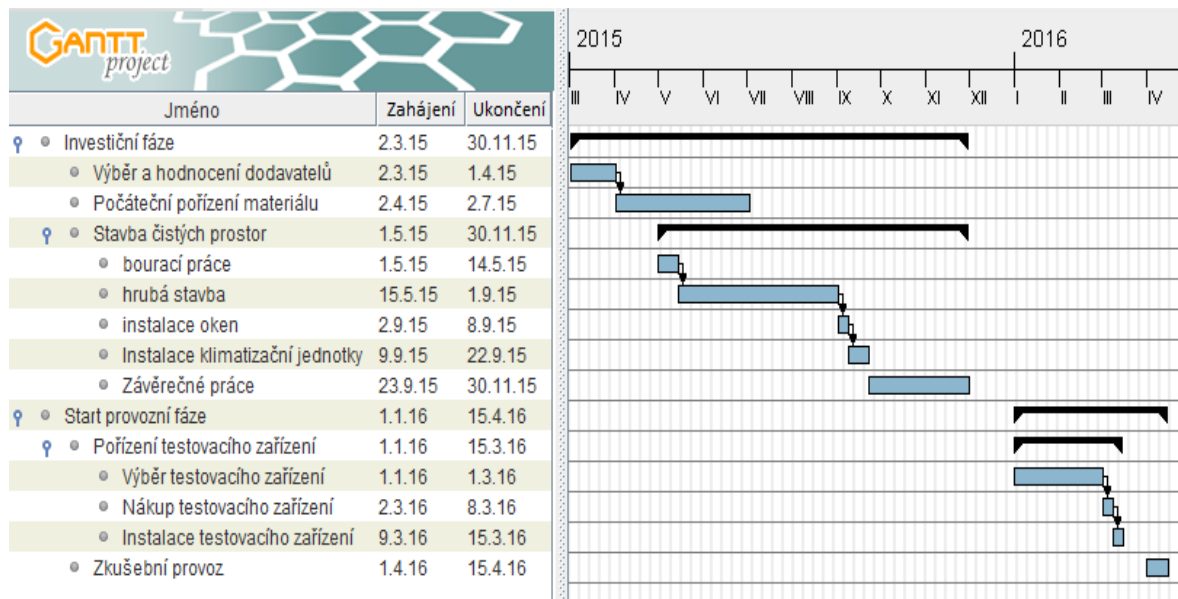 GANTT project
2015 2016
III IV V VI VII VIII IX X XI XII I II III IV
Jméno Zahájení Ukončení
Investiční fáze 2.3.15 30.11.15
Výběr a hodnocení dodavatelů 2.3.15 1.4.15
Počáteční pořízení materiálu 2.4.15 2.7.15
Stavba čistých prostor 1.5.15 30.11.15
bourací práce 1.5.15 14.5.15
hrubá stavba 15.5.15 1.9.15
instalace oken 2.9.15 8.9.15
Instalace klimatizační jednotky 9.9.15 22.9.15
Závěrečné práce 23.9.15 30.11.15
Start provozní fáze 1.1.16 15.4.16
Pořízení testovacího zařízení 1.1.16 15.3.16
Výběr testovacího zařízení 1.1.16 1.3.16
Nákup testovacího zařízení 2.3.16 8.3.16
Instalace testovacího zařízení 9.3.16 15.3.16
Zkušební provoz 1.4.16 15.4.16